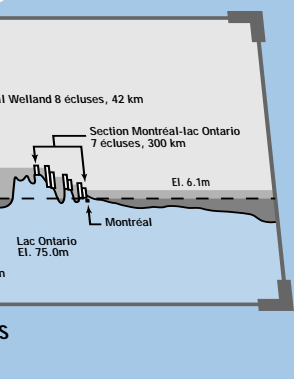 al Welland 8 écluses, 42 km
Section Montréal-lac Ontario
7 écluses, 300 km
El. 6.1m
Montréal
Lac Ontario
El. 75.0m
m
S